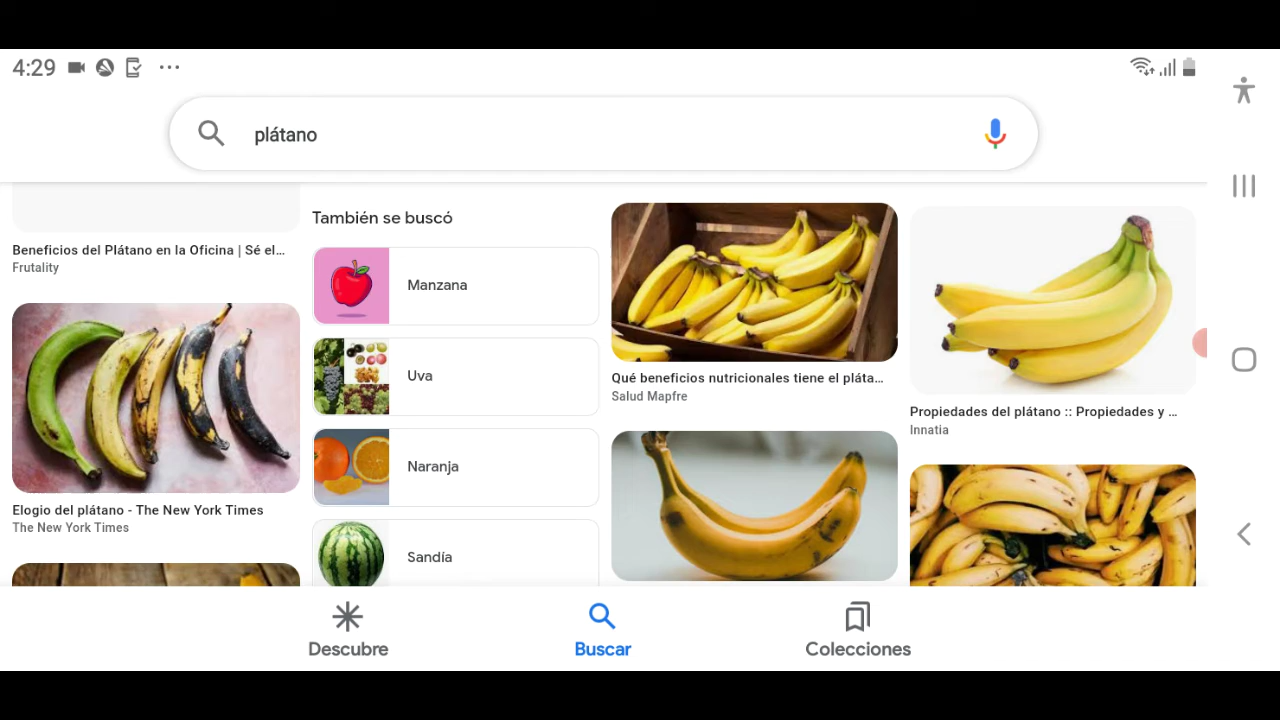 4:29
plátano
Beneficios del Plátano en la Oficina | Sé el...
Frutality
Elogio del plátano - The New York Times
The New York Times
También se buscó
Manzana
Uva
Naranja
Sandía
Qué beneficios nutricionales tiene el pláta...
Salud Mapfre
Propiedades del plátano :: Propiedades y ...
Innatia
Descubre
Buscar
Colecciones